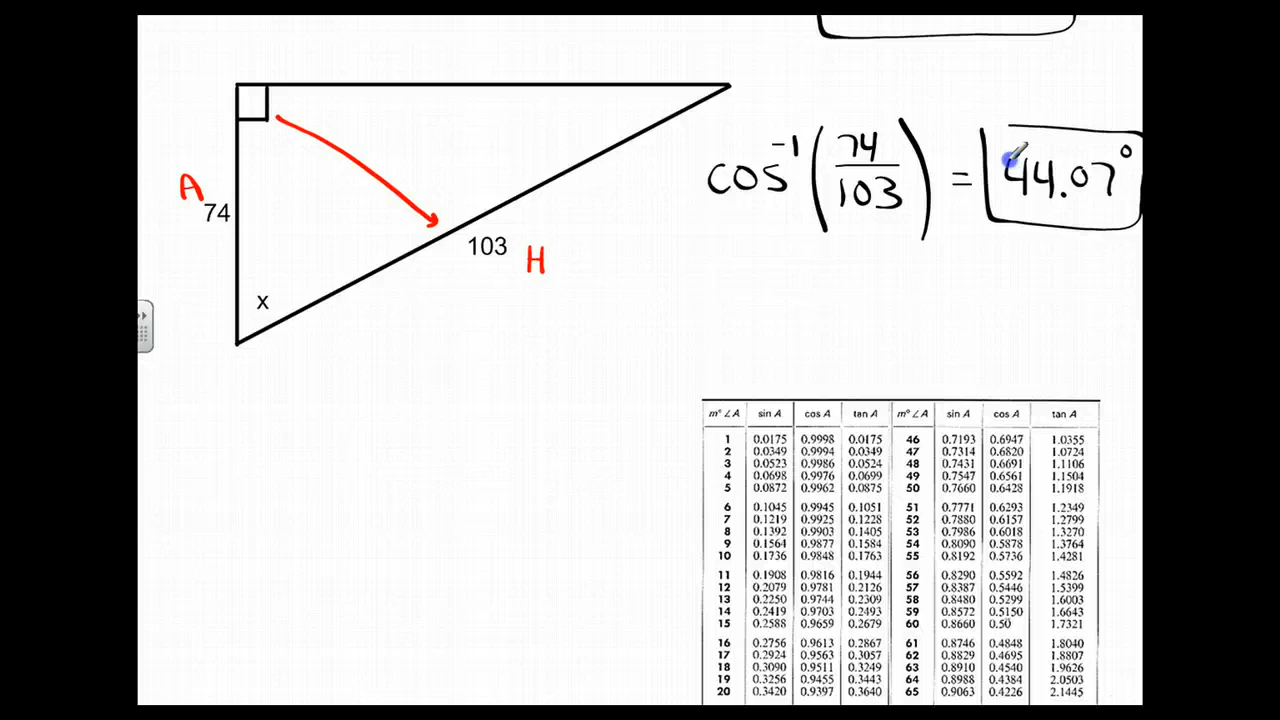 cos⁻¹(74/103) = 44.07°
A
74
103 H
x
m° ∠A sin A cos A tan A m° ∠A sin A cos A tan A
1 0.0175 0.9998 0.0175 46 0.7193 0.6947 1.0355
2 0.0349 0.9994 0.0349 47 0.7314 0.6820 1.0724
3 0.0523 0.9986 0.0524 48 0.7431 0.6691 1.1106
4 0.0698 0.9976 0.0699 49 0.7547 0.6561 1.1504
5 0.0872 0.9962 0.0875 50 0.7660 0.6428 1.1918
6 0.1045 0.9945 0.1051 51 0.7771 0.6293 1.2349
7 0.1219 0.9925 0.1228 52 0.7880 0.6157 1.2799
8 0.1392 0.9903 0.1405 53 0.7986 0.6018 1.3270
9 0.1564 0.9877 0.1584 54 0.8090 0.5878 1.3764
10 0.1736 0.9848 0.1763 55 0.8192 0.5736 1.4281
11 0.1908 0.9816 0.1944 56 0.8290 0.5592 1.4826
12 0.2079 0.9781 0.2126 57 0.8387 0.5446 1.5399
13 0.2250 0.9744 0.2309 58 0.8480 0.5299 1.6003
14 0.2419 0.9703 0.2493 59 0.8572 0.5150 1.6643
15 0.2588 0.9659 0.2679 60 0.8660 0.50 1.7321
16 0.2756 0.9613 0.2867 61 0.8746 0.4848 1.8040
17 0.2924 0.9563 0.3057 62 0.8829 0.4695 1.8807
18 0.3090 0.9511 0.3249 63 0.8910 0.4540 1.9626
19 0.3256 0.9455 0.3443 64 0.8988 0.4384 2.0503
20 0.3420 0.9397 0.3640 65 0.9063 0.4226 2.1445